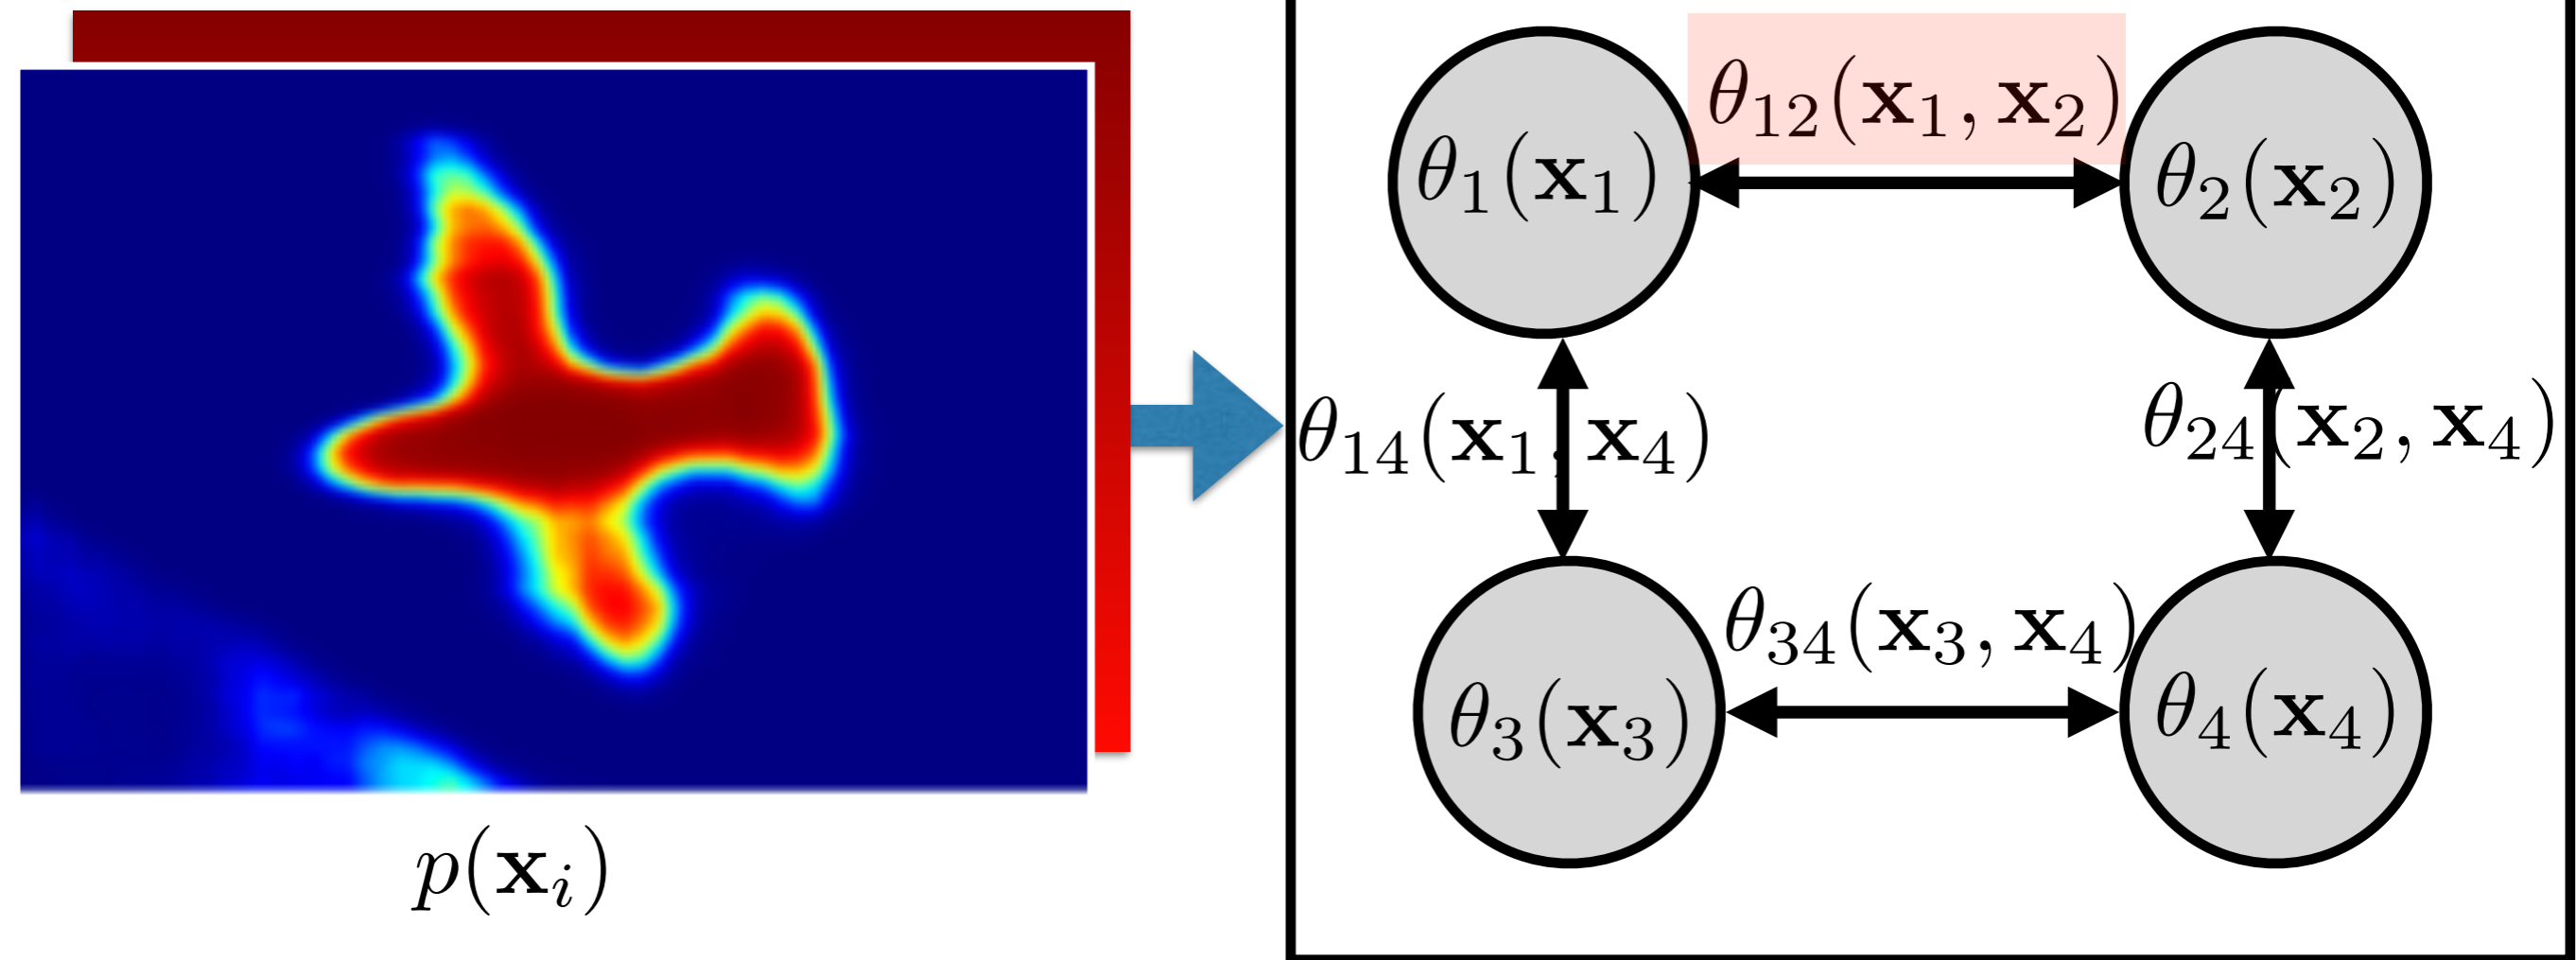 θ₁₂(x₁, x₂)
θ₁(x₁)
θ₂(x₂)
θ₁₄(x₁, x₄)
θ₂₄(x₂, x₄)
θ₃₄(x₃, x₄)
θ₃(x₃)
θ₄(x₄)
p(xᵢ)